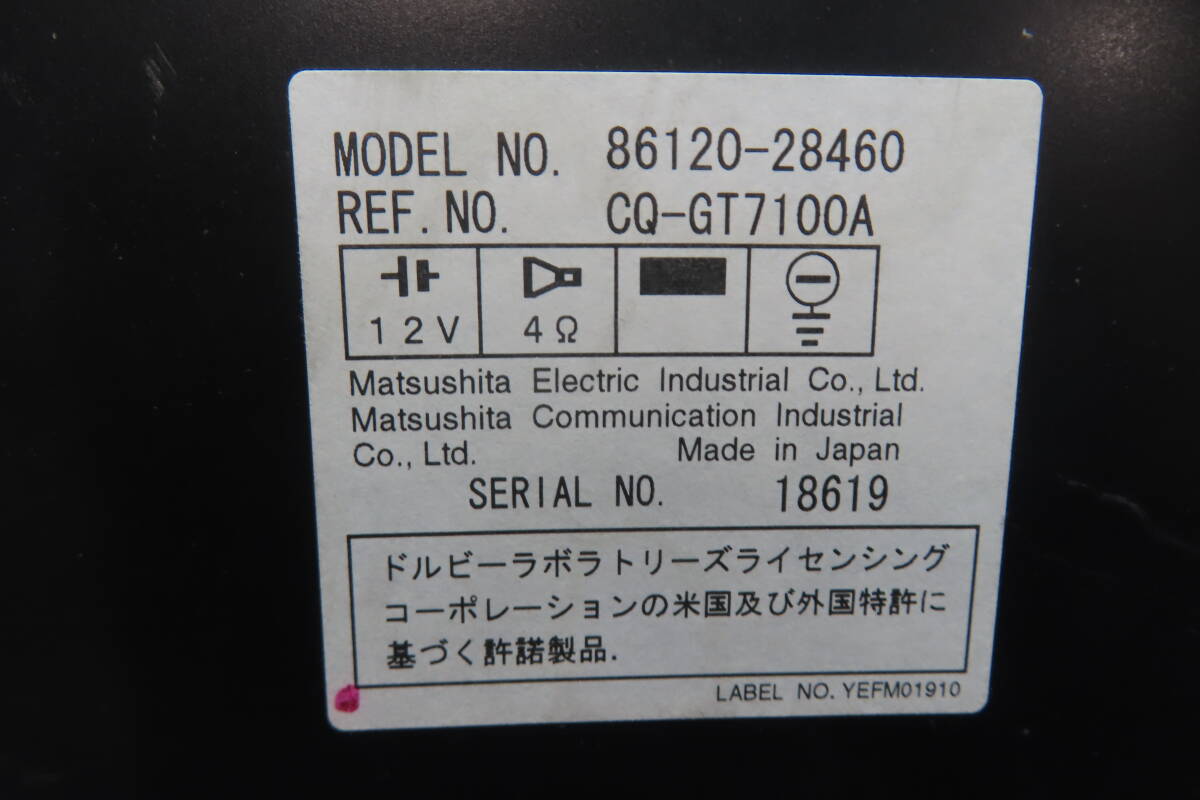 MODEL NO. 86120-28460
REF. NO. CQ-GT7100A
12V 4Ω
Matsushita Electric Industrial Co., Ltd.
Matsushita Communication Industrial
Co., Ltd. Made in Japan
SERIAL NO. 18619
ドルビーラボラトリーズライセンシング
コーポレーションの米国及び外国特許に
基づく許諾製品.
LABEL NO. YEFM01910